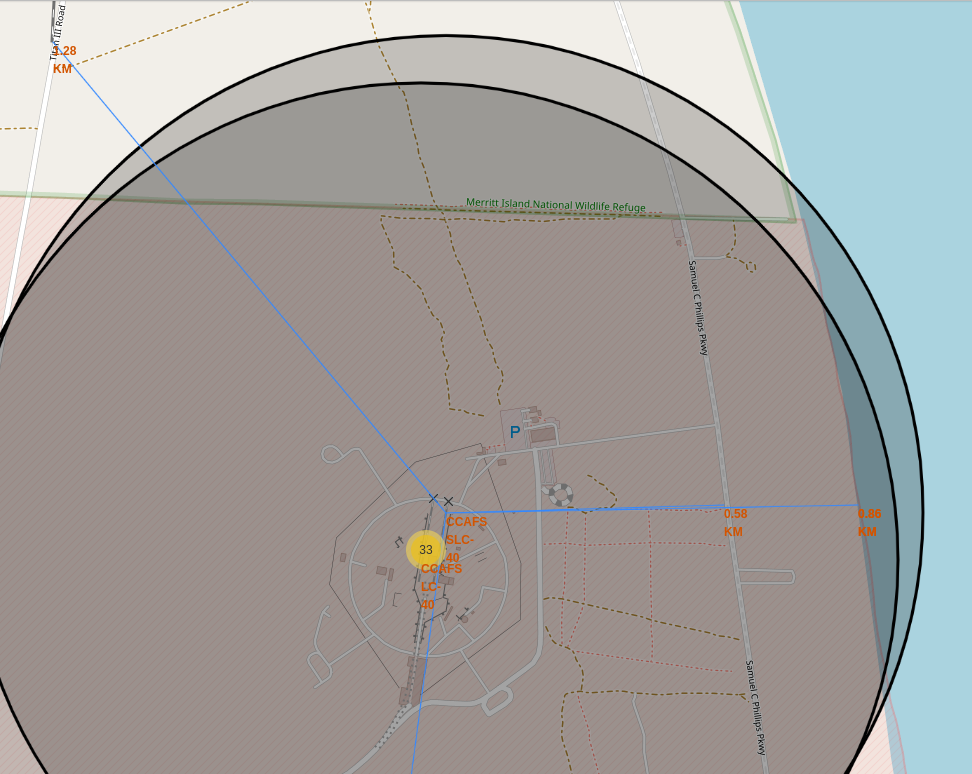 Titan III Road
1.28
KM
Merritt Island National Wildlife Refuge
Samuel C Phillips Pkwy
P
CCAFS
SLC-
40
0.58
KM
0.86
KM
33
CCAFS
LC-
40
Samuel C Phillips Pkwy